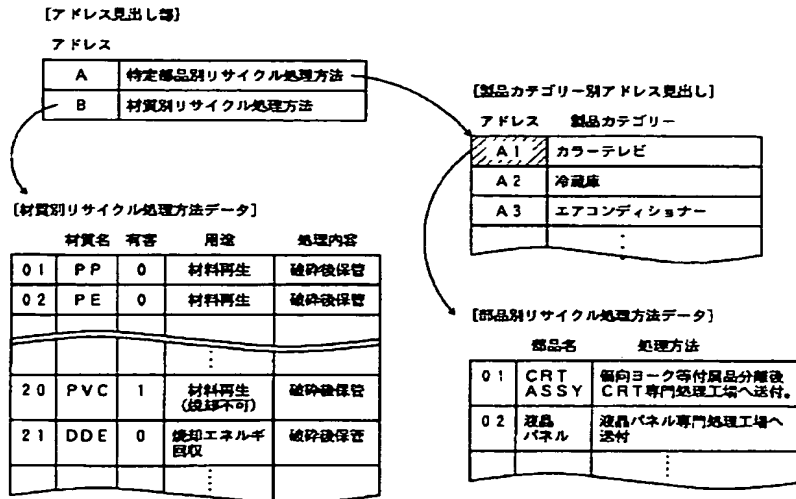 [アドレス見出し部]
アドレス
A 特定部品別リサイクル処理方法
B 材質別リサイクル処理方法
[製品カテゴリー別アドレス見出し]
アドレス 製品カテゴリー
A1 カラーテレビ
A2 冷蔵庫
A3 エアコンディショナー
[材質別リサイクル処理方法データ]
材質名 有害 用途 処理内容
01 PP 0 材料再生 破砕後保管
02 PE 0 材料再生 破砕後保管
20 PVC 1 材料再生 破砕後保管
(焼却不可)
21 DDE 0 焼却エネルギ 破砕後保管
回収
[部品別リサイクル処理方法データ]
部品名 処理方法
01 CRT 偏向ヨーク等付属品分離後
ASSY CRT専門処理工場へ送付。
02 液晶 液晶パネル専門処理工場へ
パネル 送付